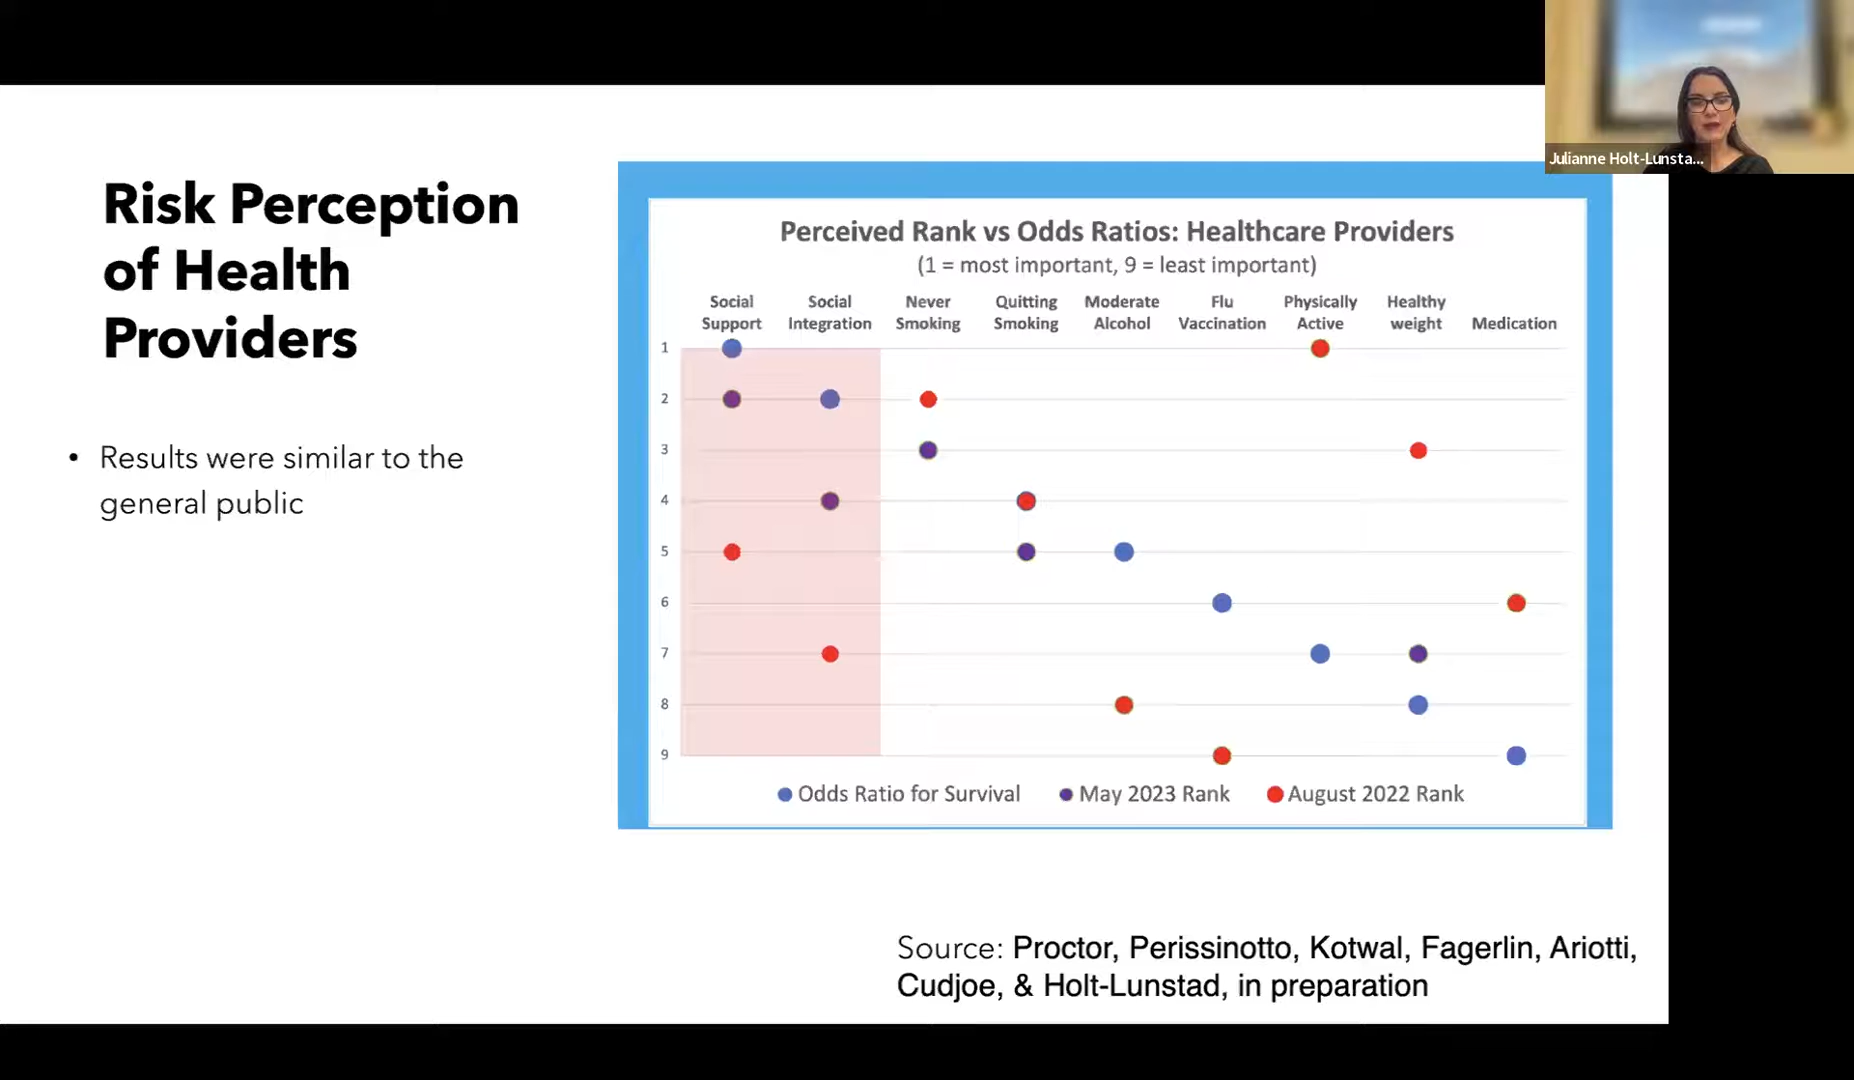 Julianne Holt-Lunsta...
Risk Perception
of Health
Providers
• Results were similar to the
general public
Perceived Rank vs Odds Ratios: Healthcare Providers
(1 = most important, 9 = least important)
Social Support
Social Integration
Never Smoking
Quitting Smoking
Moderate Alcohol
Flu Vaccination
Physically Active
Healthy weight
Medication
1
2
3
4
5
6
7
8
9
Odds Ratio for Survival
May 2023 Rank
August 2022 Rank
Source: Proctor, Perissinotto, Kotwal, Fagerlin, Ariotti,
Cudjoe, & Holt-Lunstad, in preparation